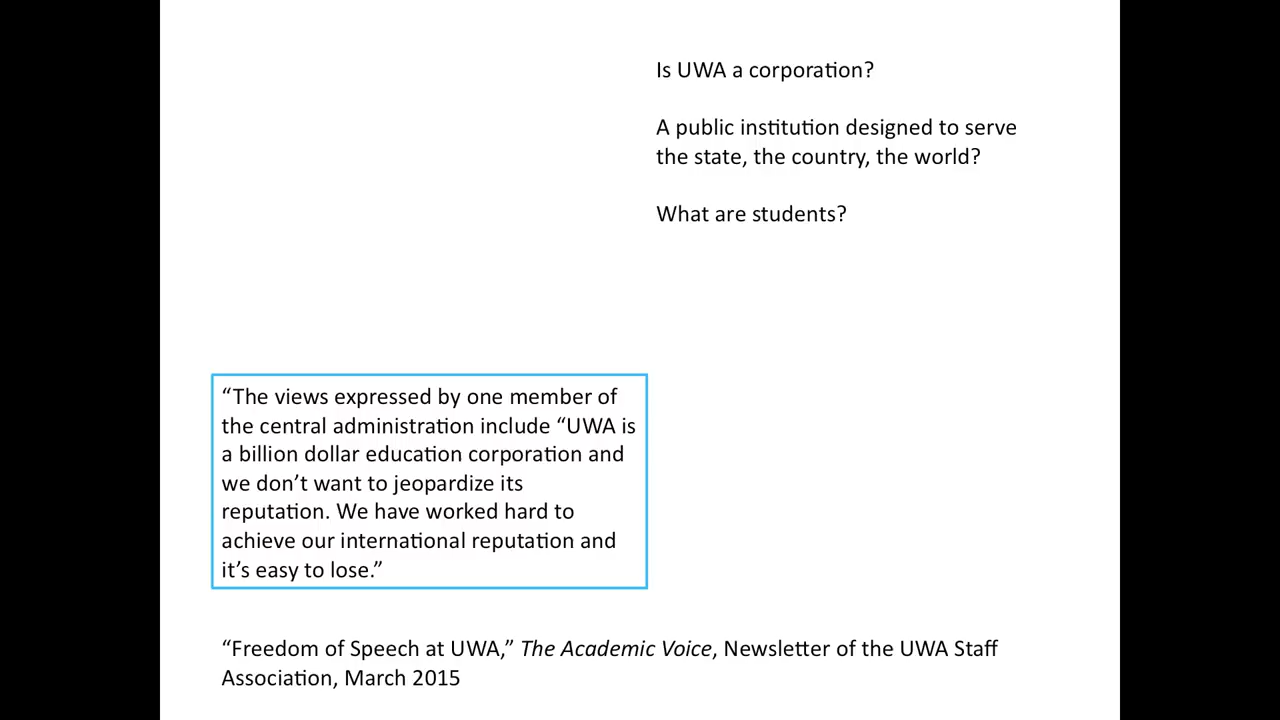 Is UWA a corporation?
A public institution designed to serve
the state, the country, the world?
What are students?
“The views expressed by one member of
the central administration include “UWA is
a billion dollar education corporation and
we don’t want to jeopardize its
reputation. We have worked hard to
achieve our international reputation and
it’s easy to lose.”
“Freedom of Speech at UWA,” The Academic Voice, Newsletter of the UWA Staff
Association, March 2015